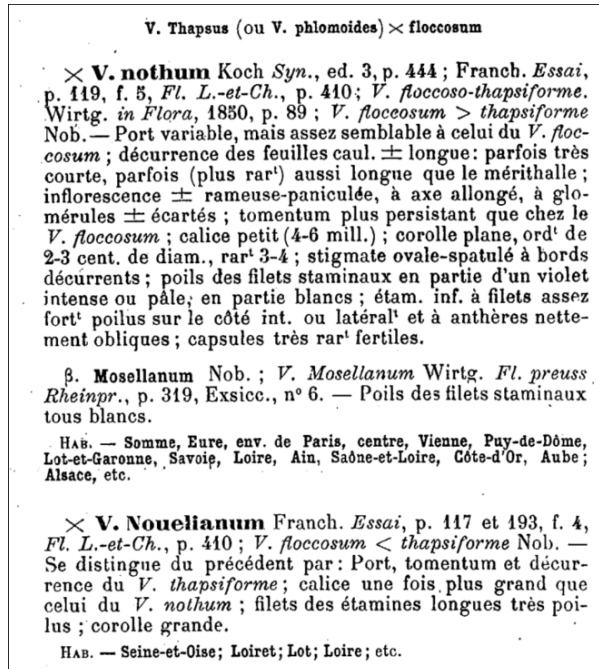 V. Thapsus (ou V. phlomoides) × floccosum
× V. nothum Koch Syn., ed. 3, p. 444 ; Franch. Essai,
p. 119, f. 5, Fl. L.-et-Ch., p. 410 ; V. floccoso-thapsiforme.
Wirtg. in Flora, 1850, p. 89 ; V. floccosum > thapsiforme
Nob. — Port variable, mais assez semblable à celui du V. floc-
cosum ; décurrence des feuilles caul. ± longue : parfois très
courte, parfois (plus rarᵗ) aussi longue que le mérithalle ;
inflorescence ± rameuse-paniculée, à axe allongé, à glo-
mérules ± écartés ; tomentum plus persistant que chez le
V. floccosum ; calice petit (4-6 mill.) ; corolle plane, ordᵗ de
2-3 cent. de diam., rarᵗ 3-4 ; stigmate ovale-spatulé à bords
décurrents ; poils des filets staminaux en partie d'un violet
intense ou pâle, en partie blancs ; étam. inf. à filets assez
fortᵗ poilus sur le côté int. ou latéralᵗ et à anthères nette-
ment obliques ; capsules très rarᵗ fertiles.
β. Mosellanum Nob. ; V. Mosellanum Wirtg. Fl. preuss
Rheinpr., p. 319, Exsicc., n° 6. — Poils des filets staminaux
tous blancs.
Hab. — Somme, Eure, env. de Paris, centre, Vienne, Puy-de-Dôme,
Lot-et-Garonne, Savoie, Loire, Ain, Saône-et-Loire, Côte-d'Or, Aube ;
Alsace, etc.
× V. Nouelianum Franch. Essai, p. 117 et 193, f. 4,
Fl. L.-et-Ch., p. 410 ; V. floccosum < thapsiforme Nob. —
Se distingue du précédent par : Port, tomentum et décur-
rence du V. thapsiforme ; calice une fois plus grand que
celui du V. nothum ; filets des étamines longues très poi-
lus ; corolle grande.
Hab. — Seine-et-Oise ; Loiret ; Lot ; Loire ; etc.